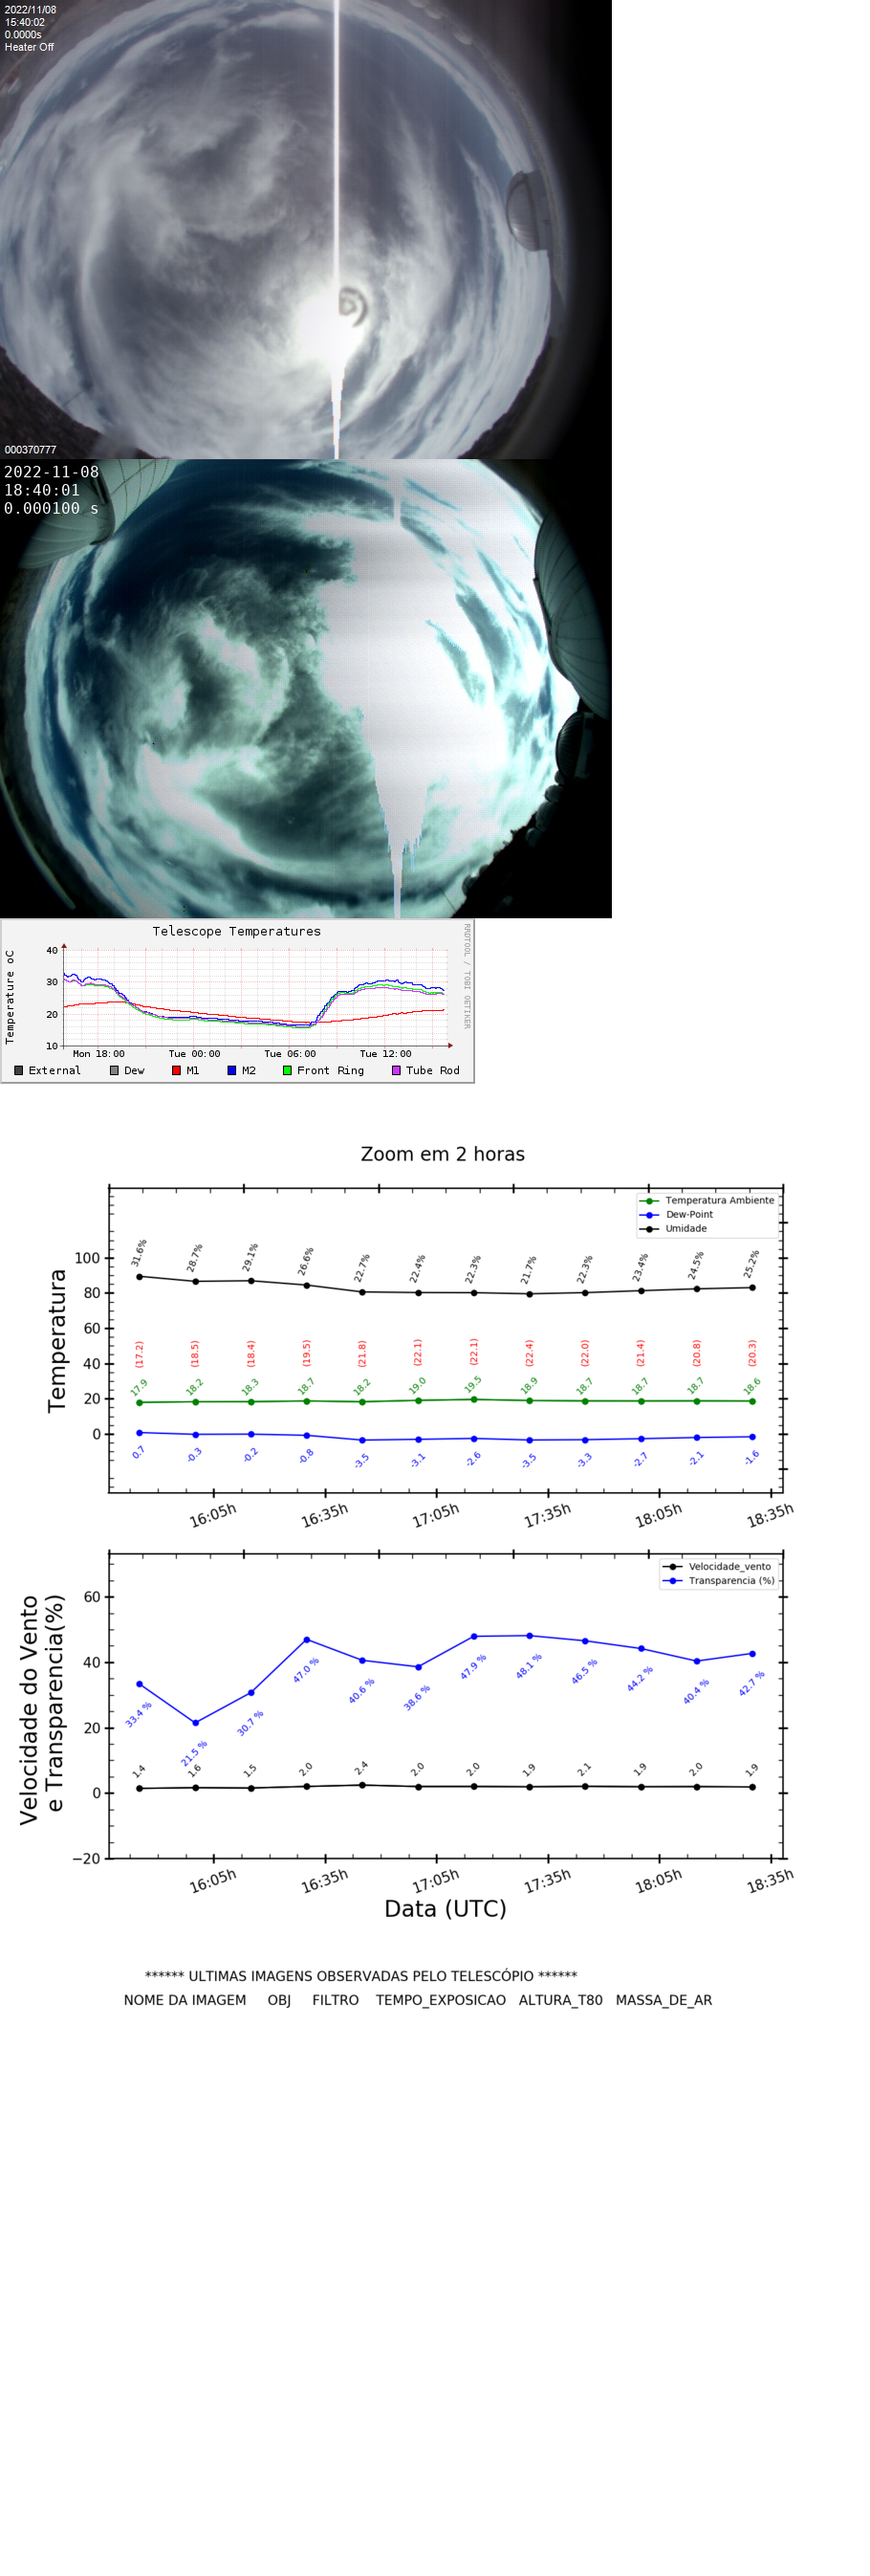 2022/11/08
15:40:02
0.0000s
Heater Off
000370777
2022-11-08
18:40:01
0.000100 s
Telescope Temperatures
RRDTOOL / TOBI OETIKER
Temperature oC
40
30
20
10
Mon 18:00 Tue 00:00 Tue 06:00 Tue 12:00
External Dew M1 M2 Front Ring Tube Rod
Zoom em 2 horas
Temperatura Ambiente
Dew-Point
Umidade
Temperatura
100
80
60
40
20
0
31.6% 28.7% 29.1% 26.6% 22.7% 22.4% 22.3% 21.7% 22.3% 23.4% 24.5% 25.2%
(17.2) (18.5) (18.4) (19.5) (21.8) (22.1) (22.1) (22.4) (22.0) (21.4) (20.8) (20.3)
17.9 18.2 18.3 18.7 18.2 19.0 19.5 18.9 18.7 18.7 18.7 18.6
0.7 -0.3 -0.2 -0.8 -3.5 -3.1 -2.6 -3.5 -3.3 -2.7 -2.1 -1.6
16:05h 16:35h 17:05h 17:35h 18:05h 18:35h
Velocidade_vento
Transparencia (%)
Velocidade do Vento
e Transparencia(%)
60
40
20
0
−20
33.4 % 21.5 % 30.7 % 47.0 % 40.6 % 38.6 % 47.9 % 48.1 % 46.5 % 44.2 % 40.4 % 42.7 %
1.4 1.6 1.5 2.0 2.4 2.0 2.0 1.9 2.1 1.9 2.0 1.9
16:05h 16:35h 17:05h 17:35h 18:05h 18:35h
Data (UTC)
****** ULTIMAS IMAGENS OBSERVADAS PELO TELESCÓPIO ******
NOME DA IMAGEM OBJ FILTRO TEMPO_EXPOSICAO ALTURA_T80 MASSA_DE_AR